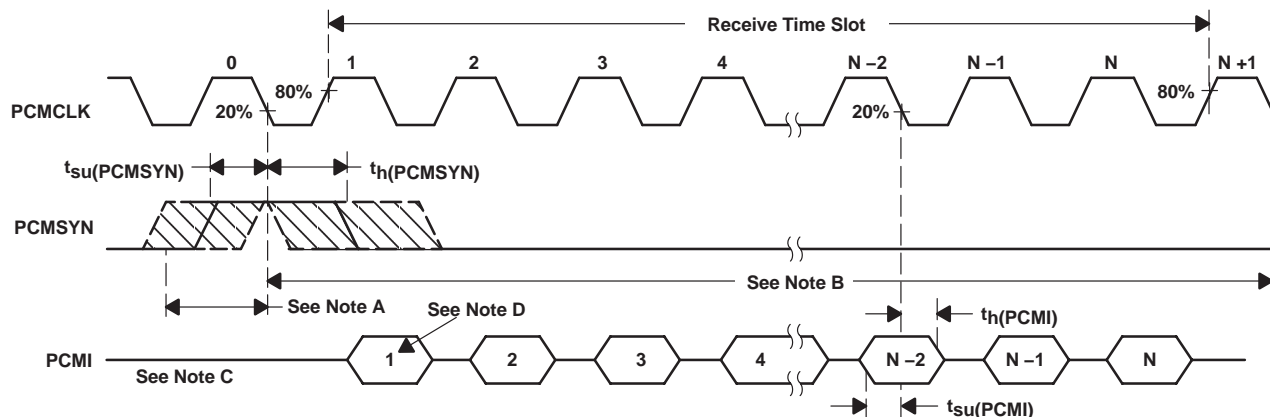 Receive Time Slot
0 1 2 3 4 N –2 N –1 N N +1
80% 80%
PCMCLK 20% 20%
tsu(PCMSYN) th(PCMSYN)
PCMSYN
See Note B
See Note A
See Note D th(PCMI)
PCMI 1 2 3 4 N –2 N –1 N
See Note C
tsu(PCMI)